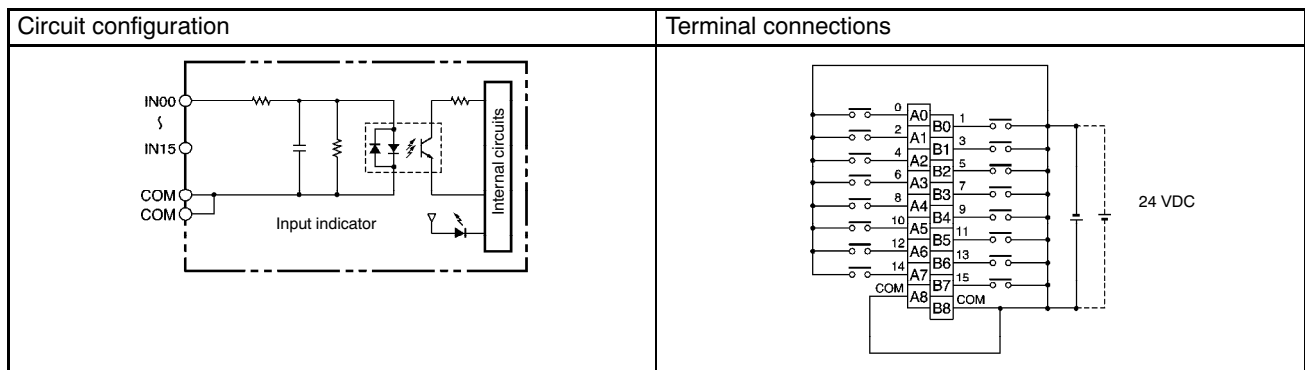 Circuit configuration
Terminal connections
IN00
IN15
COM
COM
Input indicator
Internal circuits
0 A0
B0 1
2 A1
B1 3
4 A2
B2 5
6 A3
B3 7
8 A4
B4 9
10 A5
B5 11
12 A6
B6 13
14 A7
B7 15
COM A8
B8 COM
24 VDC